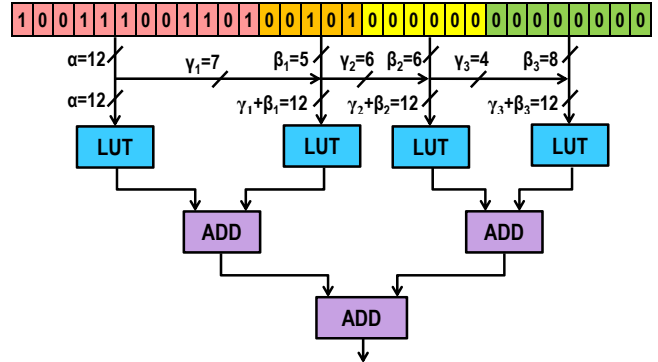 1 0 0 1 1 1 0 0 1 1 0 1 0 0 1 0 1 0 0 0 0 0 0 0 0 0 0 0 0 0 0
α=12 γ₁=7 β₁=5 γ₂=6 β₂=6 γ₃=4 β₃=8
α=12 γ₁+β₁=12 γ₂+β₂=12 γ₃+β₃=12
LUT LUT LUT LUT
ADD ADD
ADD